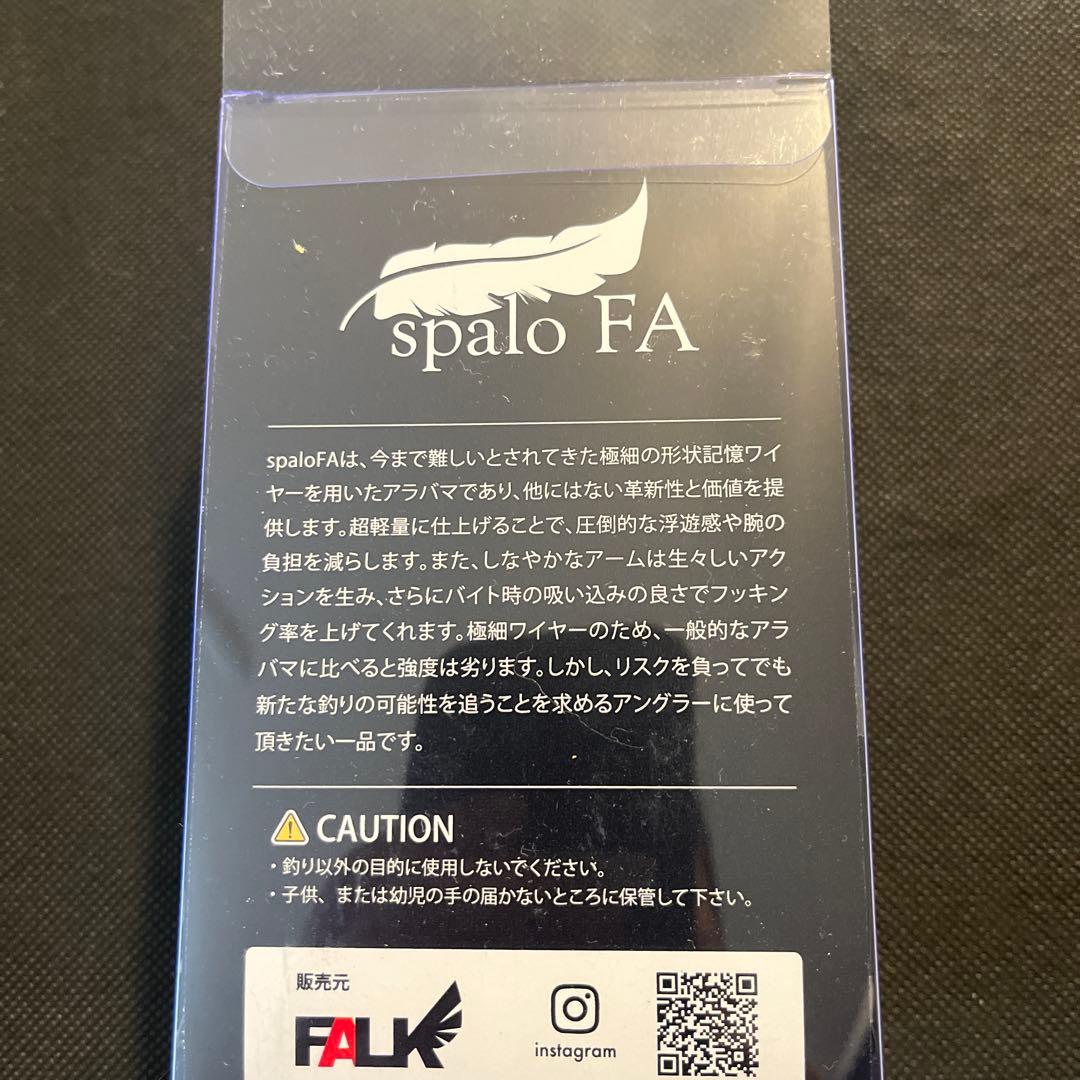 spalo FA
spaloFAは、今まで難しいとされてきた極細の形状記憶ワイ
ヤーを用いたアラバマであり、他にはない革新性と価値を提
供します。超軽量に仕上げることで、圧倒的な浮遊感や腕の
負担を減らします。また、しなやかなアームは生々しいアク
ションを生み、さらにバイト時の吸い込みの良さでフッキン
グ率を上げてくれます。極細ワイヤーのため、一般的なアラ
バマに比べると強度は劣ります。しかし、リスクを負ってでも
新たな釣りの可能性を追うことを求めるアングラーに使って
頂きたい一品です。
CAUTION
・釣り以外の目的に使用しないでください。
・子供、または幼児の手の届かないところに保管して下さい。
販売元
FALK
instagram